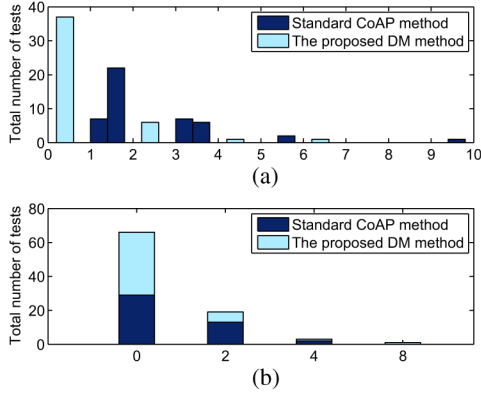 40
30
20
10
0
Total number of tests
Standard CoAP method
The proposed DM method
0 1 2 3 4 5 6 7 8 9 10
(a)
80
60
40
20
0
Total number of tests
Standard CoAP method
The proposed DM method
0 2 4 8
(b)